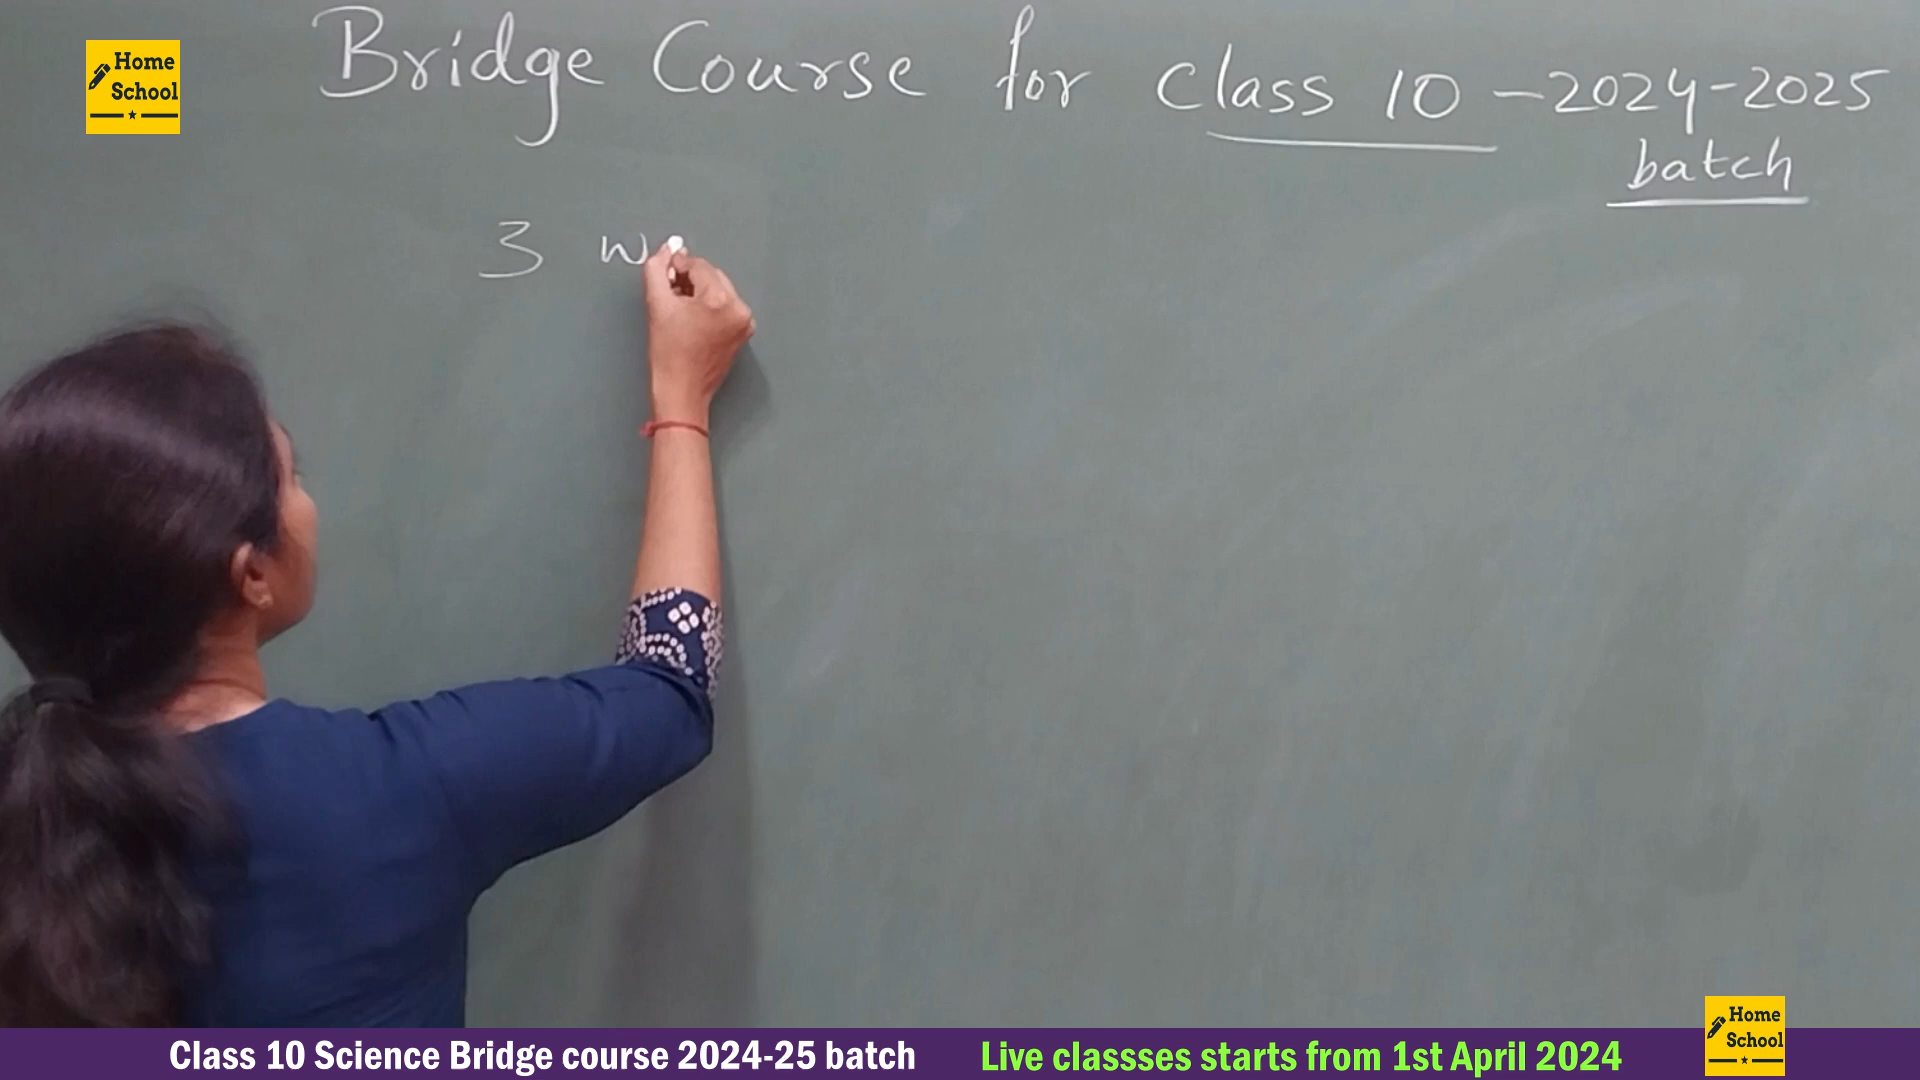 Home
School
Bridge Course for Class 10 - 2024-2025
batch
3
Class 10 Science Bridge course 2024-25 batch
Live classses starts from 1st April 2024
Home
School